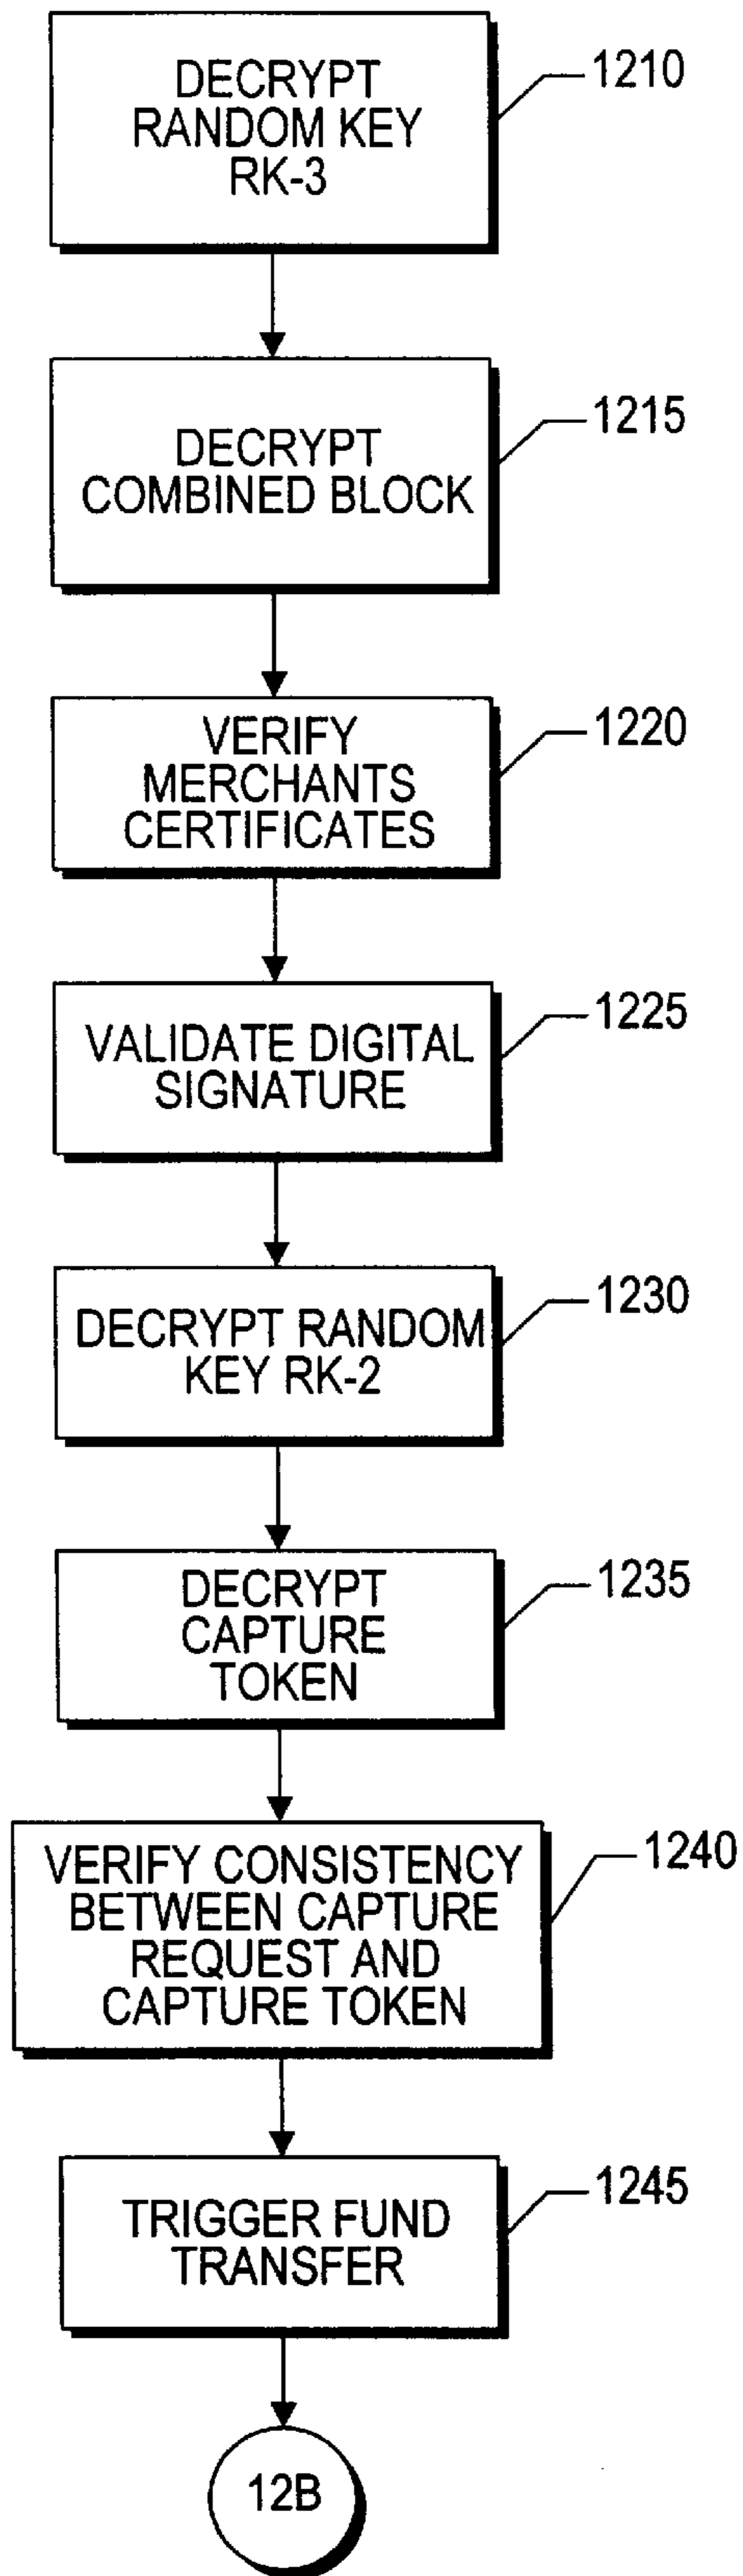 DECRYPT
RANDOM KEY
RK-3
1210
DECRYPT
COMBINED BLOCK
1215
VERIFY
MERCHANTS
CERTIFICATES
1220
VALIDATE DIGITAL
SIGNATURE
1225
DECRYPT RANDOM
KEY RK-2
1230
DECRYPT
CAPTURE
TOKEN
1235
VERIFY CONSISTENCY
BETWEEN CAPTURE
REQUEST AND
CAPTURE TOKEN
1240
TRIGGER FUND
TRANSFER
1245
12B